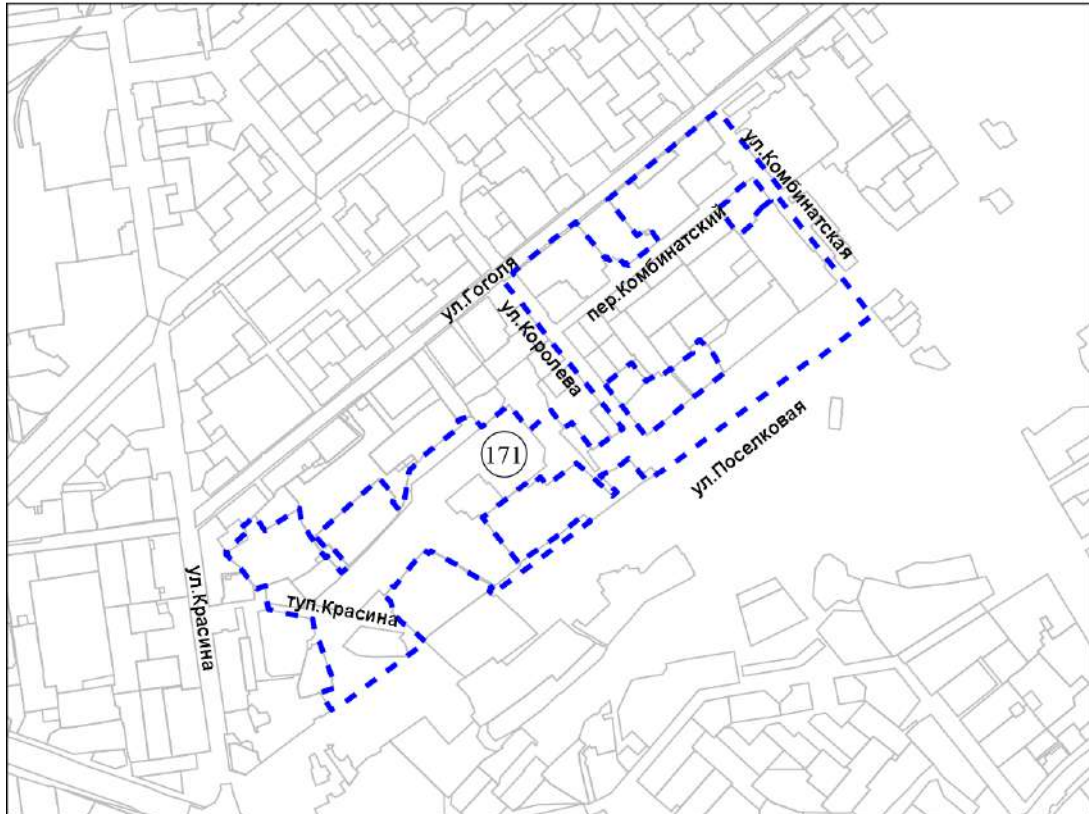 ул.Комбинатская
пер.Комбинатский
ул.Гоголя
ул.Королева
171
ул.Поселковая
ул.Красина
туп.Красина